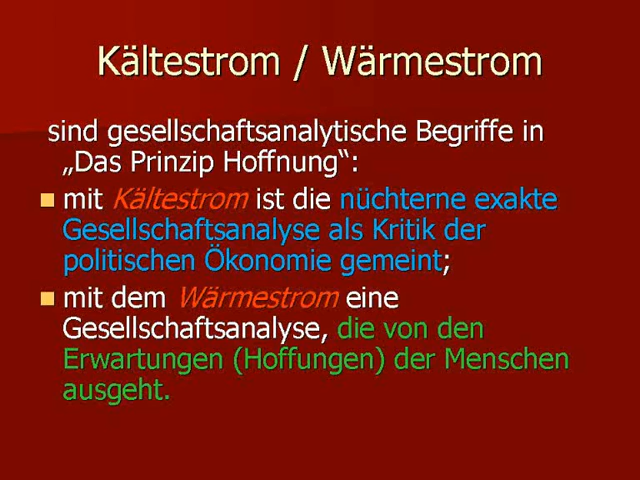 Kältestrom / Wärmestrom
sind gesellschaftsanalytische Begriffe in
„Das Prinzip Hoffnung“:
mit Kältestrom ist die nüchterne exakte
Gesellschaftsanalyse als Kritik der
politischen Ökonomie gemeint;
mit dem Wärmestrom eine
Gesellschaftsanalyse, die von den
Erwartungen (Hoffungen) der Menschen
ausgeht.